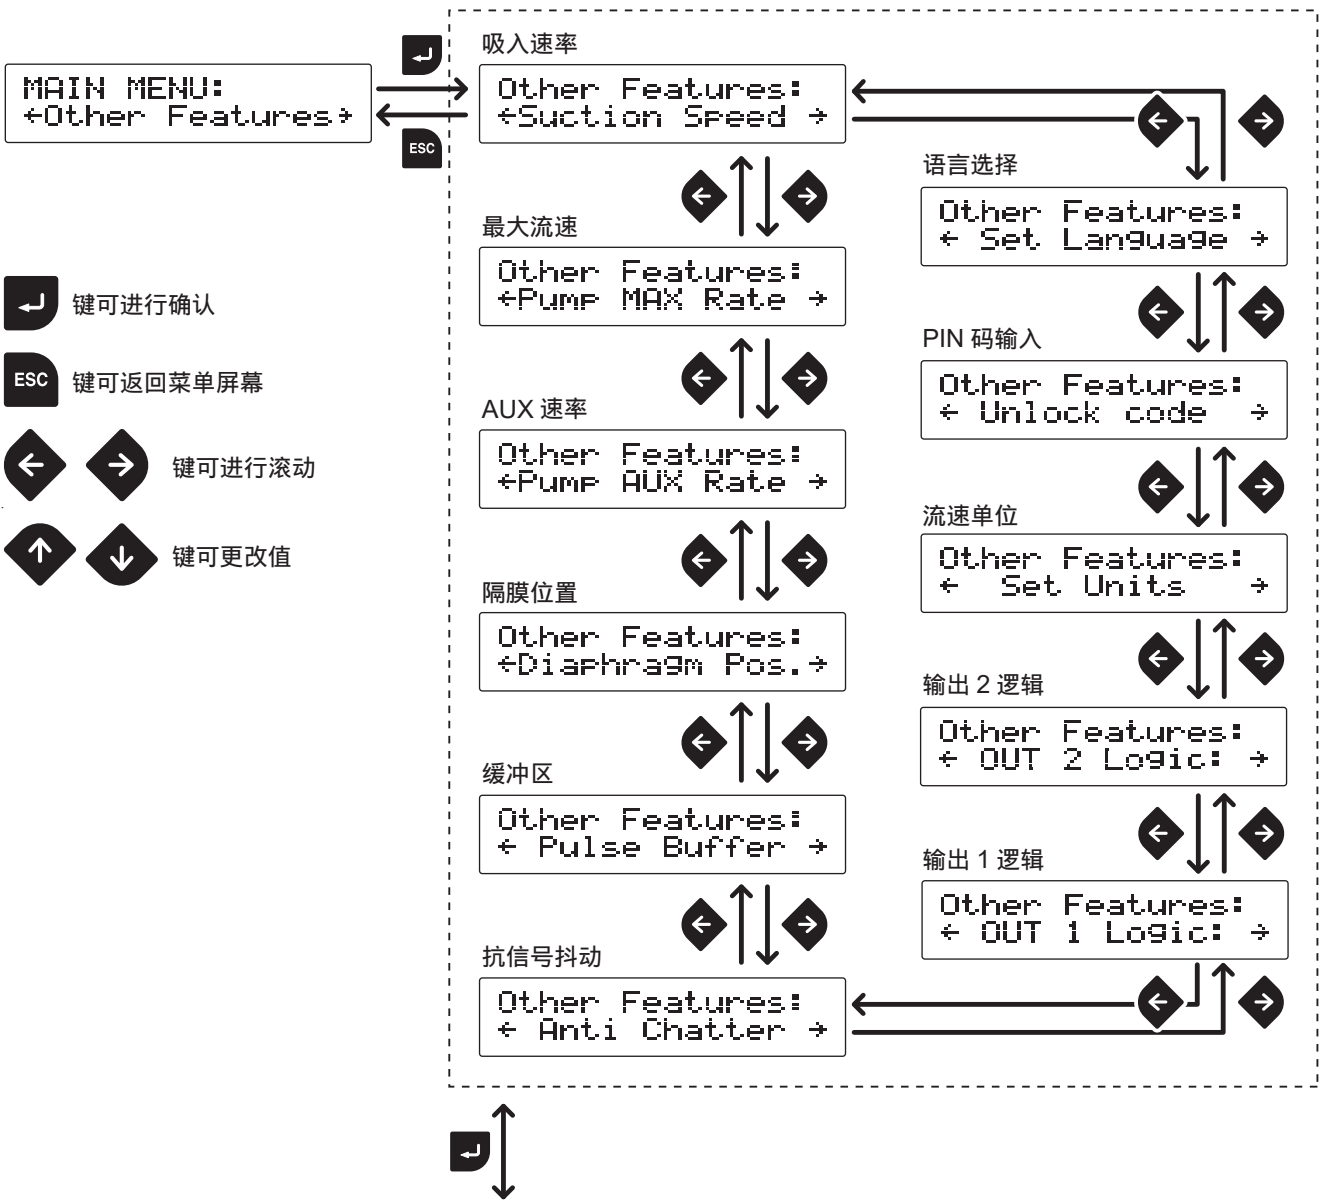 MAIN MENU:
←Other Features→
ESC
键可进行确认
ESC
键可返回菜单屏幕
键可进行滚动
键可更改值
吸入速率
Other Features:
←Suction Speed →
最大流速
Other Features:
←Pump MAX Rate →
AUX 速率
Other Features:
←Pump AUX Rate →
隔膜位置
Other Features:
←Diaphragm Pos.→
缓冲区
Other Features:
← Pulse Buffer →
抗信号抖动
Other Features:
← Anti Chatter →
语言选择
Other Features:
← Set Language →
PIN 码输入
Other Features:
← Unlock code →
流速单位
Other Features:
← Set Units →
输出 2 逻辑
Other Features:
← OUT 2 Logic: →
输出 1 逻辑
Other Features:
← OUT 1 Logic: →